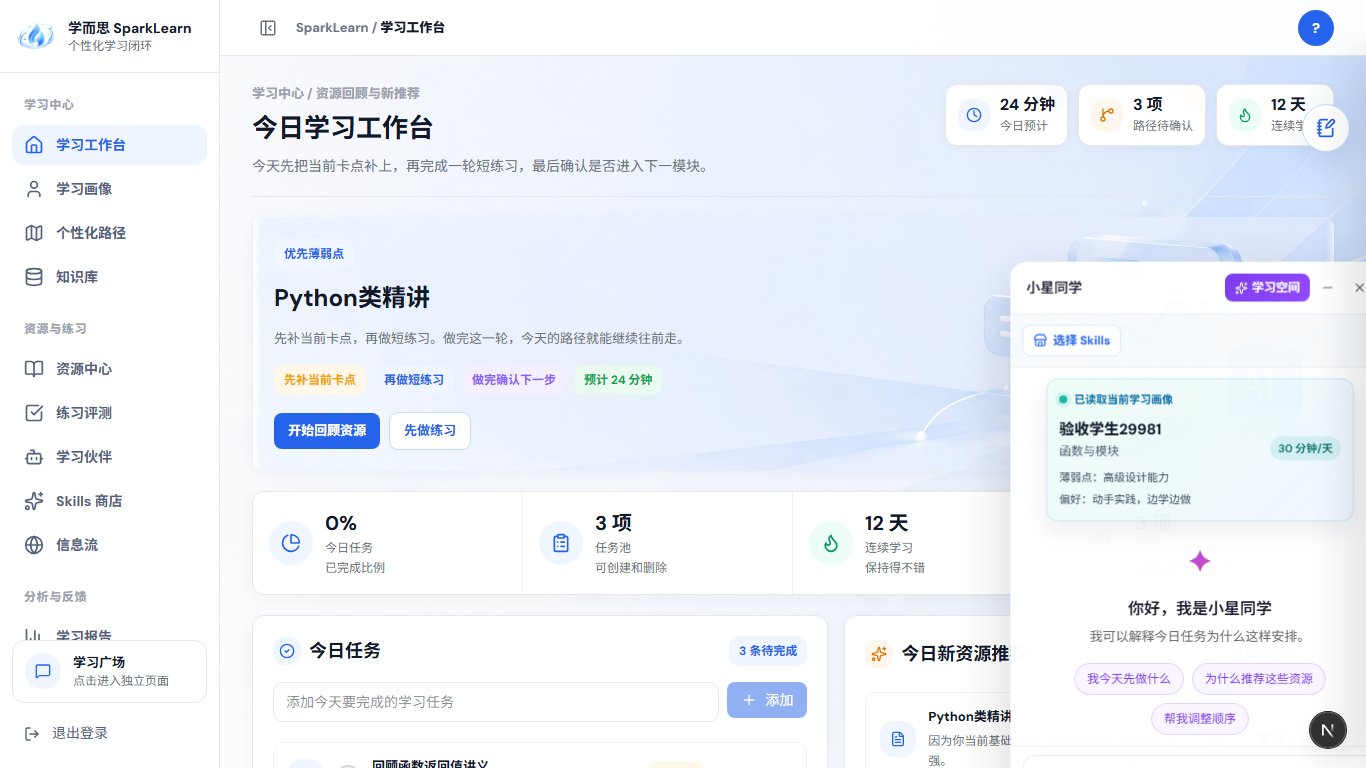 学而思 SparkLearn
个性化学习闭环
学习中心
学习工作台
学习画像
个性化路径
知识库
资源与练习
资源中心
练习评测
学习伙伴
Skills 商店
信息流
分析与反馈
学习报告
学习广场
点击进入独立页面
退出登录
SparkLearn / 学习工作台
?
学习中心 / 资源回顾与新推荐
今日学习工作台
今天先把当前卡点补上，再完成一轮短练习，最后确认是否进入下一模块。
24 分钟
今日预计
3 项
路径待确认
12 天
连续学
优先薄弱点
Python类精讲
先补当前卡点，再做短练习。做完这一轮，今天的路径就能继续往前走。
先补当前卡点
再做短练习
做完确认下一步
预计 24 分钟
开始回顾资源
先做练习
0%
今日任务
已完成比例
3 项
任务池
可创建和删除
12 天
连续学习
保持得不错
今日任务
3 条待完成
添加今天要完成的学习任务
添加
回顾函数返回值讲义
今日新资源推
Python类精讲
因为你当前基础
强。
小星同学
学习空间
选择 Skills
已读取当前学习画像
验收学生29981
函数与模块
30 分钟/天
薄弱点：高级设计能力
偏好：动手实践，边学边做
你好，我是小星同学
我可以解释今日任务为什么这样安排。
我今天先做什么
为什么推荐这些资源
帮我调整顺序
N